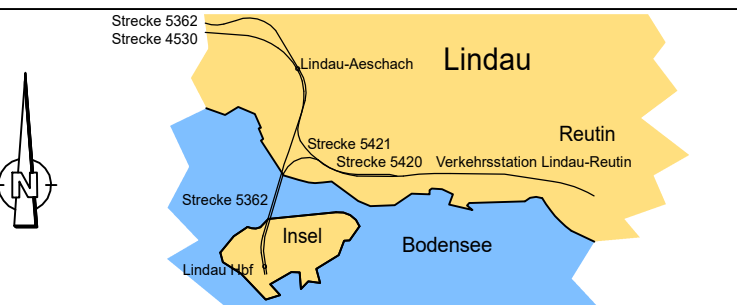 Strecke 5362
Strecke 4530
Lindau-Aeschach
Lindau
Reutin
Strecke 5421
Strecke 5420
Verkehrsstation Lindau-Reutin
N
Strecke 5362
Insel
Bodensee
Lindau Hbf